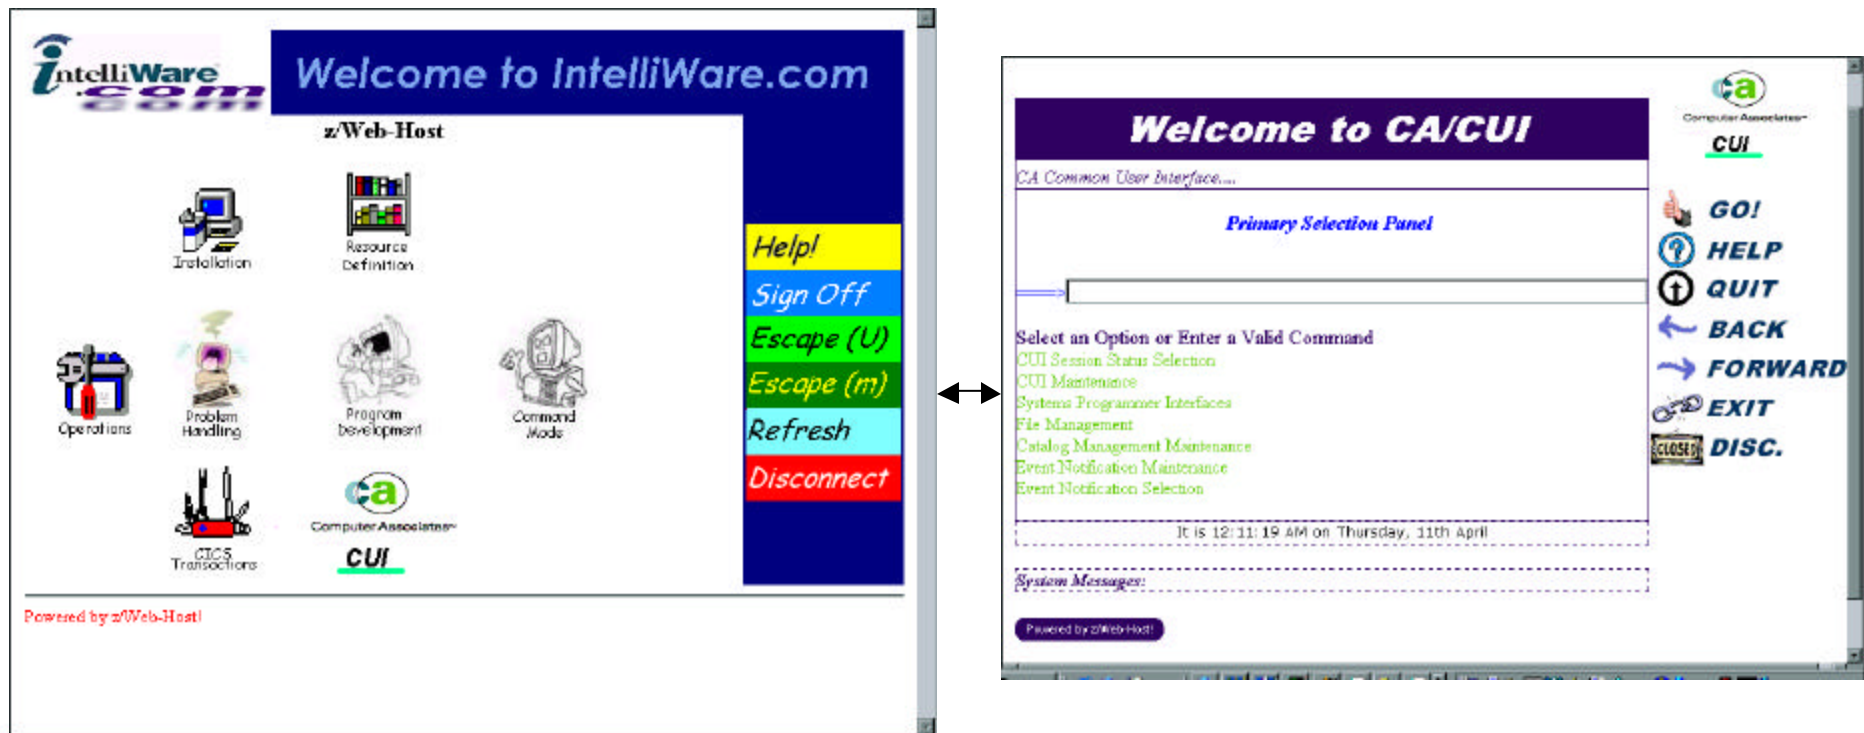 intelliWare
.com
Welcome to IntelliWare.com
z/Web-Host
Installation
Resource
Definition
Operations
Problem
Handling
Program
Development
Command
Mode
CICS
Transactions
ca
Computer Associates™
CUI
Help!
Sign Off
Escape (U)
Escape (m)
Refresh
Disconnect
Powered by z/Web-Host!
Welcome to CA/CUI
CA Common User Interface....
Primary Selection Panel
Select an Option or Enter a Valid Command
CUI Session Status Selection
CUI Maintenance
Systems Programmer Interfaces
File Management
Catalog Management Maintenance
Event Notification Maintenance
Event Notification Selection
It is 12:11:19 AM on Thursday, 11th April
System Messages:
Powered by z/Web-Host!
ca
Computer Associates™
CUI
GO!
HELP
QUIT
BACK
FORWARD
EXIT
CLOSED
DISC.